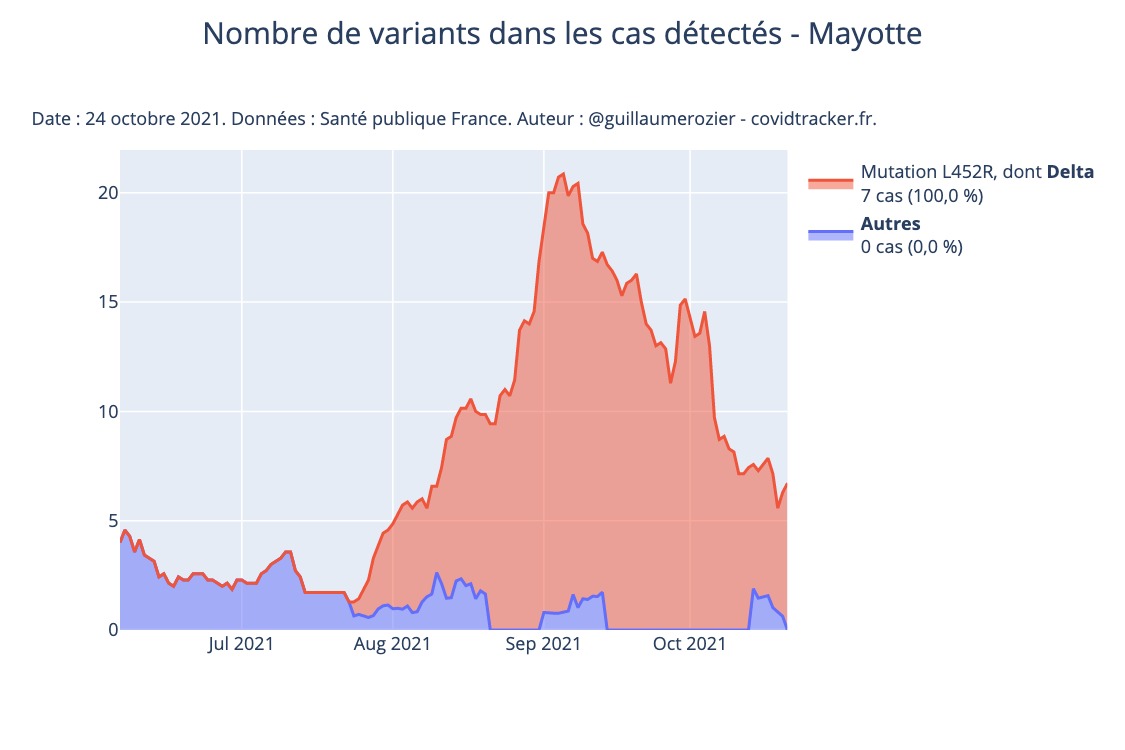 Nombre de variants dans les cas détectés - Mayotte
Date : 24 octobre 2021. Données : Santé publique France. Auteur : @guillaumerozier - covidtracker.fr.
Mutation L452R, dont Delta
7 cas (100,0 %)
Autres
0 cas (0,0 %)
20
15
10
5
0
Jul 2021
Aug 2021
Sep 2021
Oct 2021